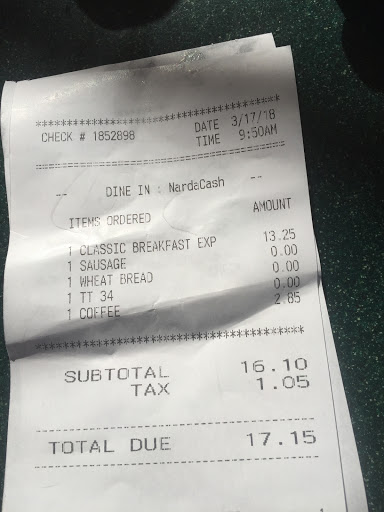 ****************************************
CHECK # 1852898 DATE 3/17/18
TIME 9:50AM
-- DINE IN : NardaCash --
ITEMS ORDERED AMOUNT
1 CLASSIC BREAKFAST EXP 13.25
1 SAUSAGE 0.00
1 WHEAT BREAD 0.00
1 TT 34 0.00
1 COFFEE 2.85
****************************************
SUBTOTAL 16.10
TAX 1.05
TOTAL DUE 17.15